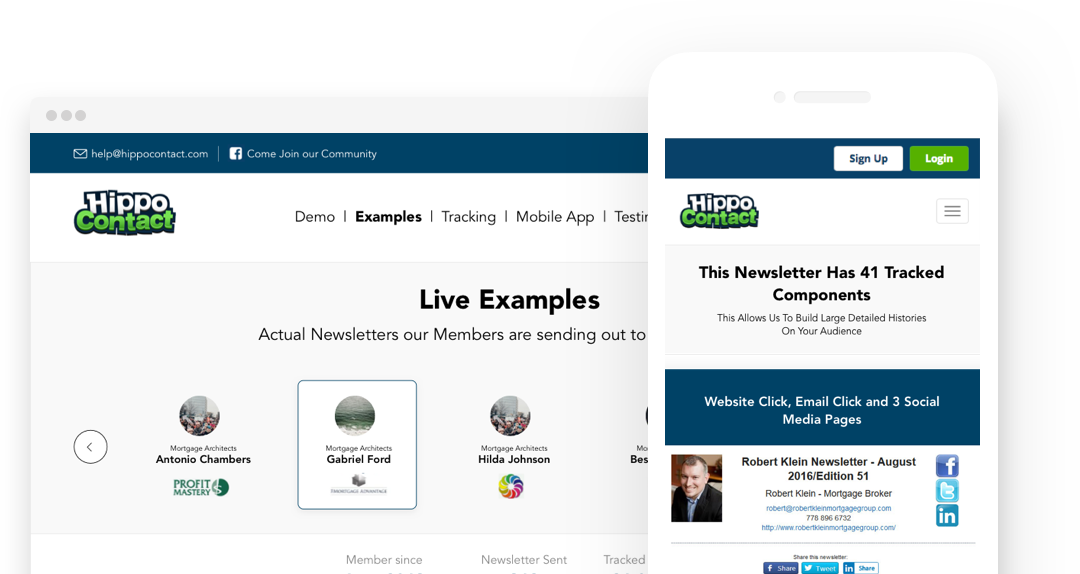 help@hippocontact.com
Come Join our Community
Hippo
Contact
Demo | Examples | Tracking | Mobile App |
Live Examples
Actual Newsletters our Members are sending out to
Mortgage Architects
Antonio Chambers
PROFIT
MASTERY
Mortgage Architects
Gabriel Ford
Mortgage Architects
Hilda Johnson
Mortgage
Member since
Newsletter Sent
Tracked
Sign Up
Login
Hippo
Contact
This Newsletter Has 41 Tracked
Components
This Allows Us To Build Large Detailed Histories
On Your Audience
Website Click, Email Click and 3 Social
Media Pages
Robert Klein Newsletter - August
2016/Edition 51
Robert Klein - Mortgage Broker
robert@robertkleinmortgagegroup.com
778 896 6732
http://www.robertkleinmortgagegroup.com/
Share this newsletter:
Share
Tweet
Share